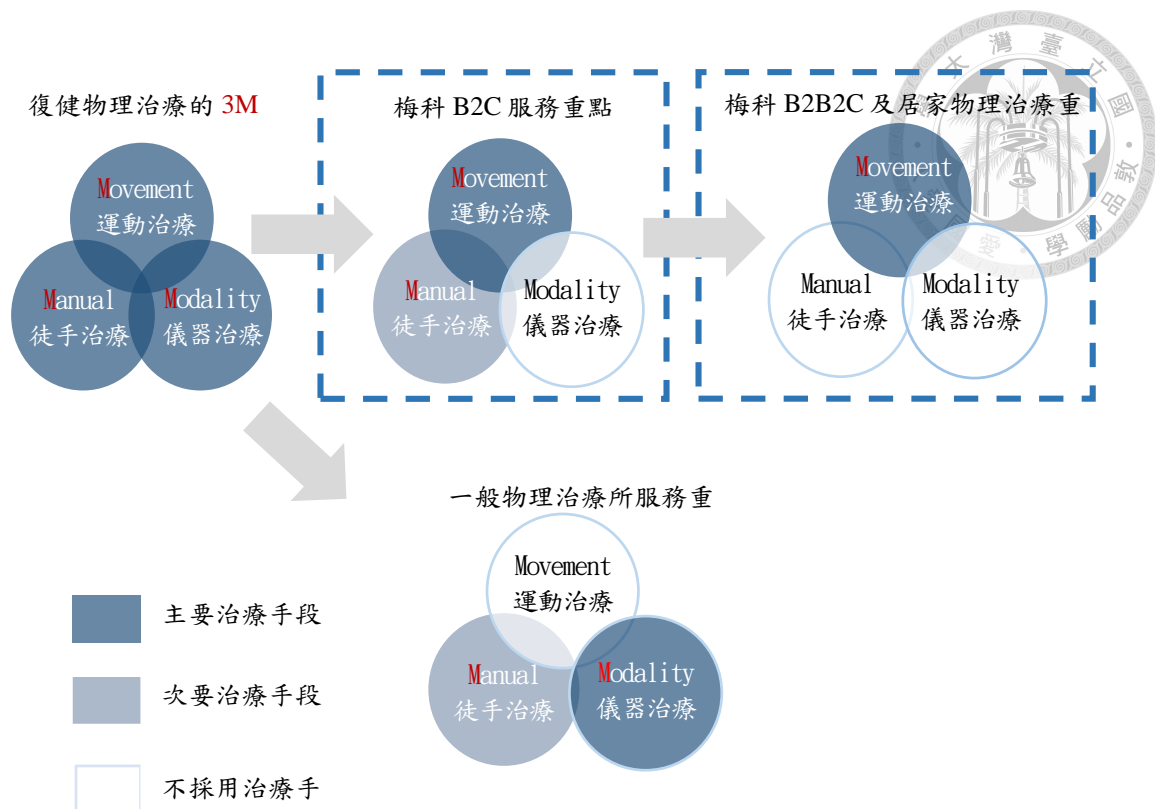 復健物理治療的 3M
Movement
運動治療
Manual
徒手治療
Modality
儀器治療
梅科 B2C 服務重點
Movement
運動治療
Manual
徒手治療
Modality
儀器治療
梅科 B2B2C 及居家物理治療重
Movement
運動治療
Manual
徒手治療
Modality
儀器治療
一般物理治療所服務重
Movement
運動治療
Manual
徒手治療
Modality
儀器治療
主要治療手段
次要治療手段
不採用治療手